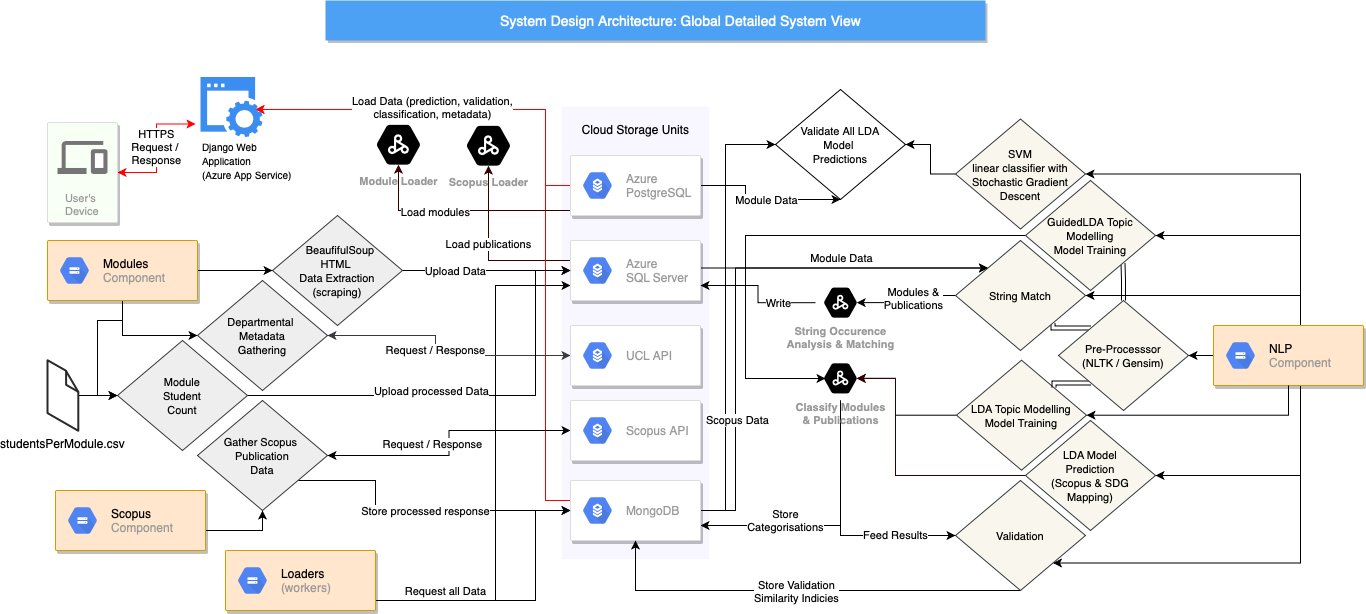 System Design Architecture: Global Detailed System View
HTTPS
Request /
Response
User's
Device
Django Web
Application
(Azure App Service)
Load Data (prediction, validation,
classification, metadata)
Module Loader
Scopus Loader
Load modules
Load publications
Cloud Storage Units
Azure
PostgreSQL
Azure
SQL Server
UCL API
Scopus API
MongoDB
Modules
Component
BeaufifulSoup
HTML
Data Extraction
(scraping)
Upload Data
Departmental
Metadata
Gathering
Request / Response
Module
Student
Count
Upload processed Data
studentsPerModule.csv
Gather Scopus
Publication
Data
Request / Response
Store processed response
Scopus
Component
Loaders
(workers)
Request all Data
Validate All LDA
Model
Predictions
Module Data
Module Data
SVM
linear classifier with
Stochastic Gradient
Descent
GuidedLDA Topic
Modelling
Model Training
String Match
Modules &
Publications
Write
String Occurence
Analysis & Matching
Pre-Processsor
(NLTK / Gensim)
NLP
Component
Classify Modules
& Publications
Scopus Data
LDA Topic Modelling
Model Training
LDA Model
Prediction
(Scopus & SDG
Mapping)
Store
Categorisations
Feed Results
Validation
Store Validation
Similarity Indicies